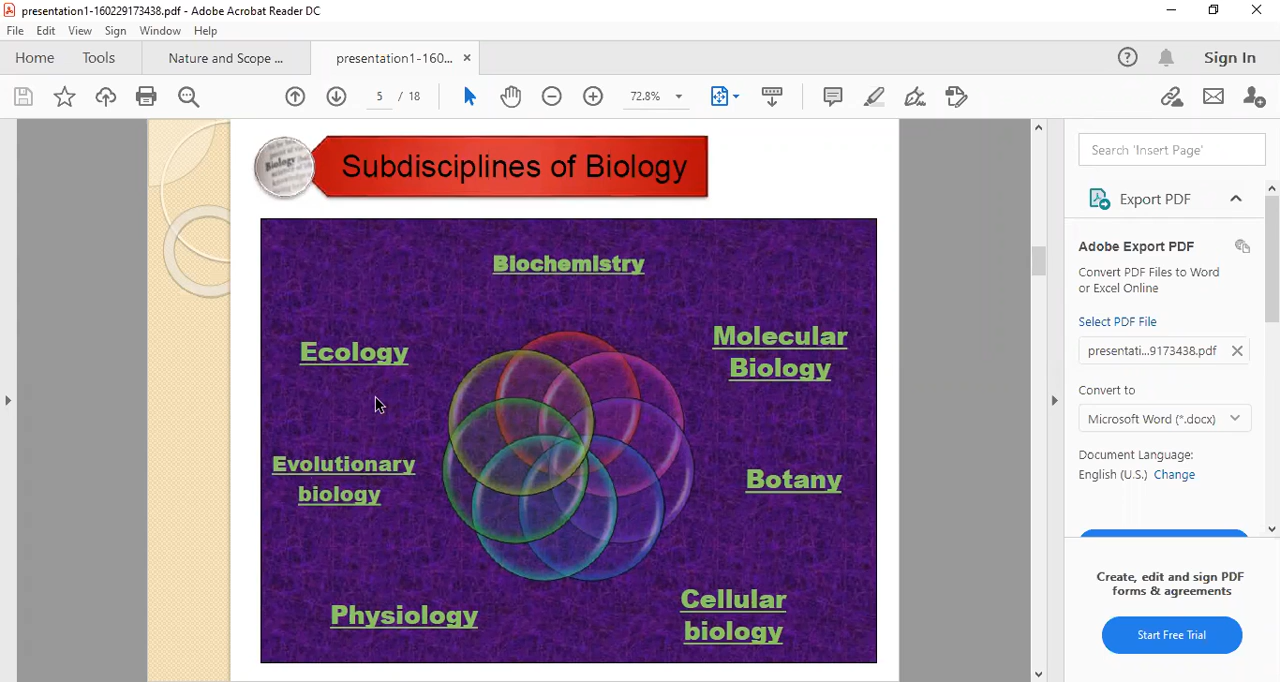 presentation1-160229173438.pdf - Adobe Acrobat Reader DC
File Edit View Sign Window Help
Home Tools Nature and Scope ... presentation1-160... × Sign In
5 / 18 72.8%
Subdisciplines of Biology
Biology
Biochemistry
Ecology
Molecular
Biology
Evolutionary
biology
Botany
Physiology
Cellular
biology
Search 'Insert Page'
Export PDF
Adobe Export PDF
Convert PDF Files to Word
or Excel Online
Select PDF File
presentati...9173438.pdf
Convert to
Microsoft Word (*.docx)
Document Language:
English (U.S.) Change
Create, edit and sign PDF
forms & agreements
Start Free Trial